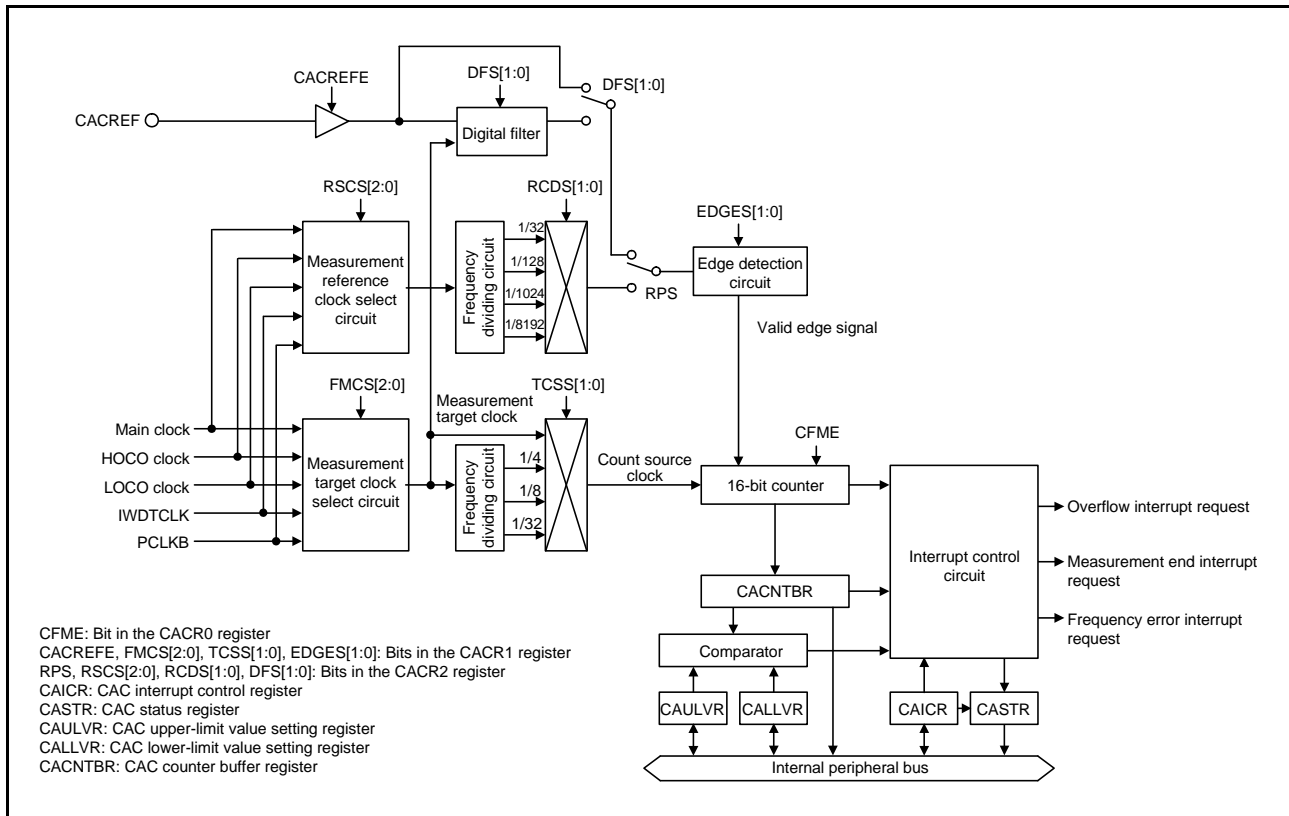 CACREFE
DFS[1:0]
DFS[1:0]
CACREF
Digital filter
RSCS[2:0]
RCDS[1:0]
EDGES[1:0]
Measurement
reference
clock select
circuit
Frequency
dividing circuit
1/32
1/128
1/1024
1/8192
RPS
Edge detection
circuit
Valid edge signal
FMCS[2:0]
Measurement
target clock
TCSS[1:0]
Main clock
HOCO clock
LOCO clock
IWDTCLK
PCLKB
Measurement
target clock
select circuit
Frequency
dividing circuit
1/4
1/8
1/32
Count source
clock
CFME
16-bit counter
Interrupt control
circuit
Overflow interrupt request
Measurement end interrupt
request
Frequency error interrupt
request
CACNTBR
Comparator
CAULVR
CALLVR
CAICR
CASTR
Internal peripheral bus
CFME: Bit in the CACR0 register
CACREFE, FMCS[2:0], TCSS[1:0], EDGES[1:0]: Bits in the CACR1 register
RPS, RSCS[2:0], RCDS[1:0], DFS[1:0]: Bits in the CACR2 register
CAICR: CAC interrupt control register
CASTR: CAC status register
CAULVR: CAC upper-limit value setting register
CALLVR: CAC lower-limit value setting register
CACNTBR: CAC counter buffer register